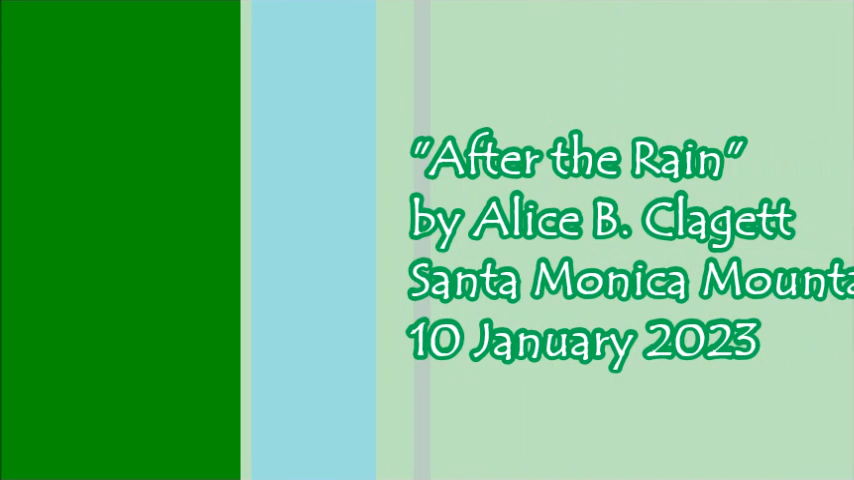 "After the Rain"
by Alice B. Clagett
Santa Monica Mounta
10 January 2023